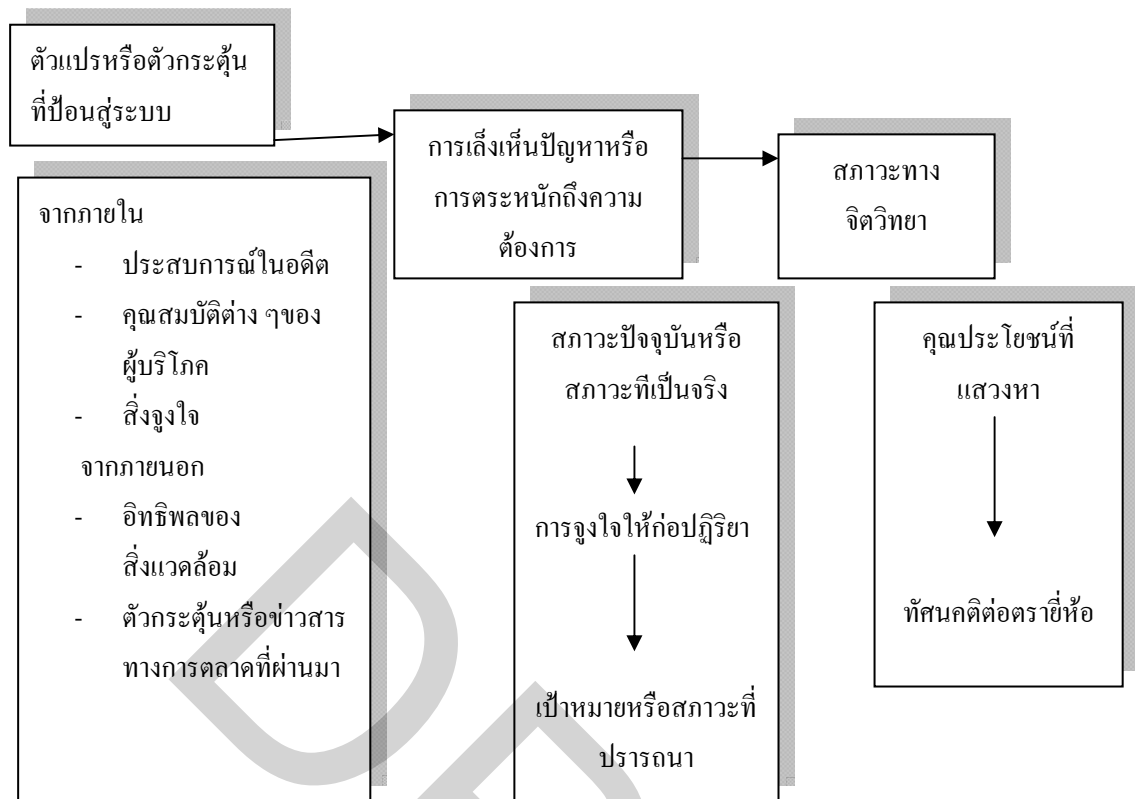 ตัวแปรหรือตัวกระตุ้น
ที่ป้อนสู่ระบบ
การเล็งเห็นปัญหาหรือ
การตระหนักถึงความ
ต้องการ
สภาวะทาง
จิตวิทยา
จากภายใน
- ประสบการณ์ในอดีต
- คุณสมบัติต่าง ๆของ
ผู้บริโภค
- สิ่งจูงใจ
จากภายนอก
- อิทธิพลของ
สิ่งแวดล้อม
- ตัวกระตุ้นหรือข่าวสาร
ทางการตลาดที่ผ่านมา
สภาวะปัจจุบันหรือ
สภาวะทีเป็นจริง
การจูงใจให้ก่อปฏิริยา
เป้าหมายหรือสภาวะที่
ปรารถนา
คุณประโยชน์ที่
แสวงหา
ทัศนคติต่อตรายี่ห้อ